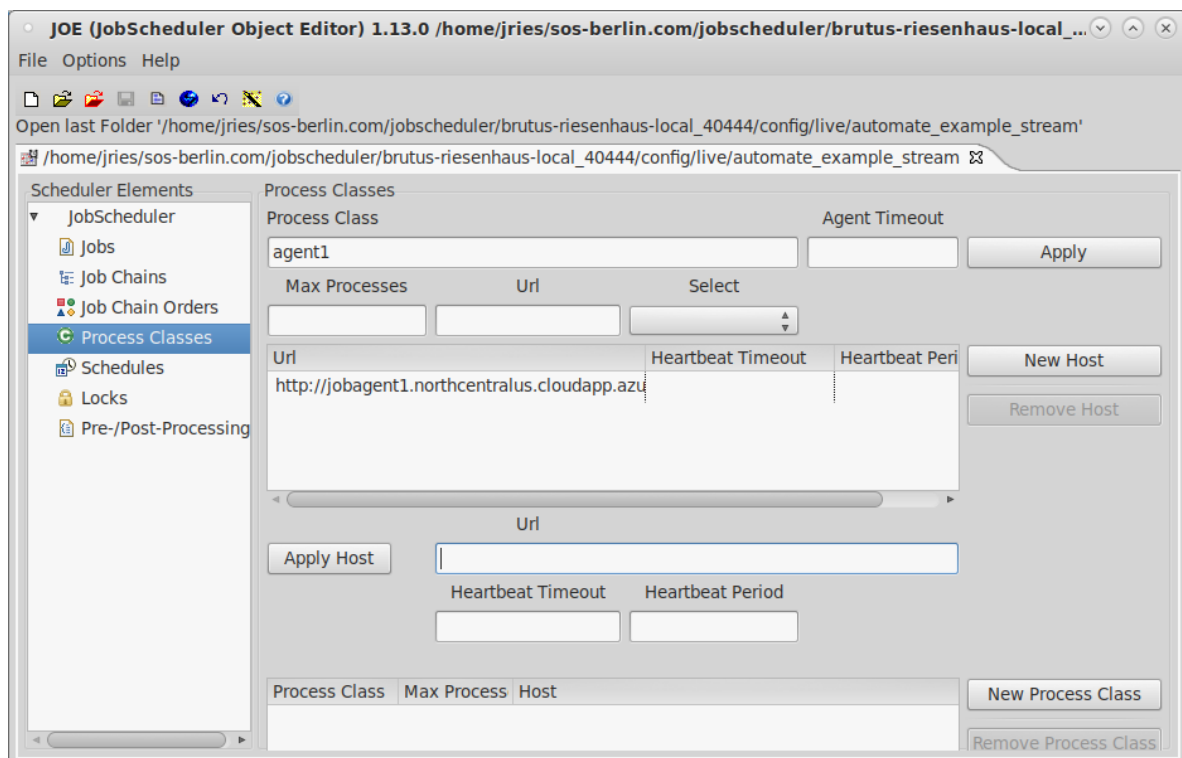 JOE (JobScheduler Object Editor) 1.13.0 /home/jries/sos-berlin.com/jobscheduler/brutus-riesenhaus-local_...
File Options Help
Open last Folder '/home/jries/sos-berlin.com/jobscheduler/brutus-riesenhaus-local_40444/config/live/automate_example_stream'
/home/jries/sos-berlin.com/jobscheduler/brutus-riesenhaus-local_40444/config/live/automate_example_stream
Scheduler Elements
JobScheduler
Jobs
Job Chains
Job Chain Orders
Process Classes
Schedules
Locks
Pre-/Post-Processing
Process Classes
Process Class Agent Timeout
agent1 Apply
Max Processes Url Select
Url Heartbeat Timeout Heartbeat Peri New Host
http://jobagent1.northcentralus.cloudapp.azu
Remove Host
Url
Apply Host
Heartbeat Timeout Heartbeat Period
Process Class Max Process Host New Process Class
Remove Process Class